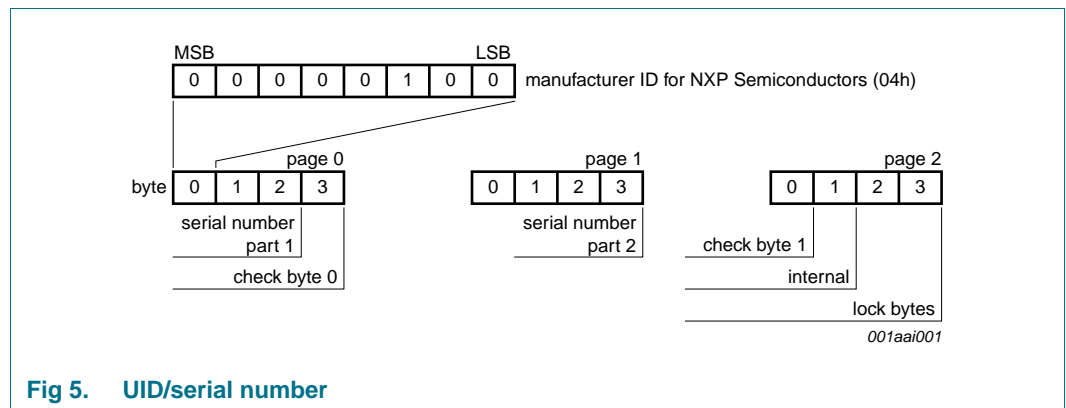 MSB LSB
0 0 0 0 0 1 0 0 manufacturer ID for NXP Semiconductors (04h)
page 0 page 1 page 2
byte 0 1 2 3 0 1 2 3 0 1 2 3
serial number serial number
part 1 part 2 check byte 1
check byte 0 internal
lock bytes
001aai001
Fig 5. UID/serial number